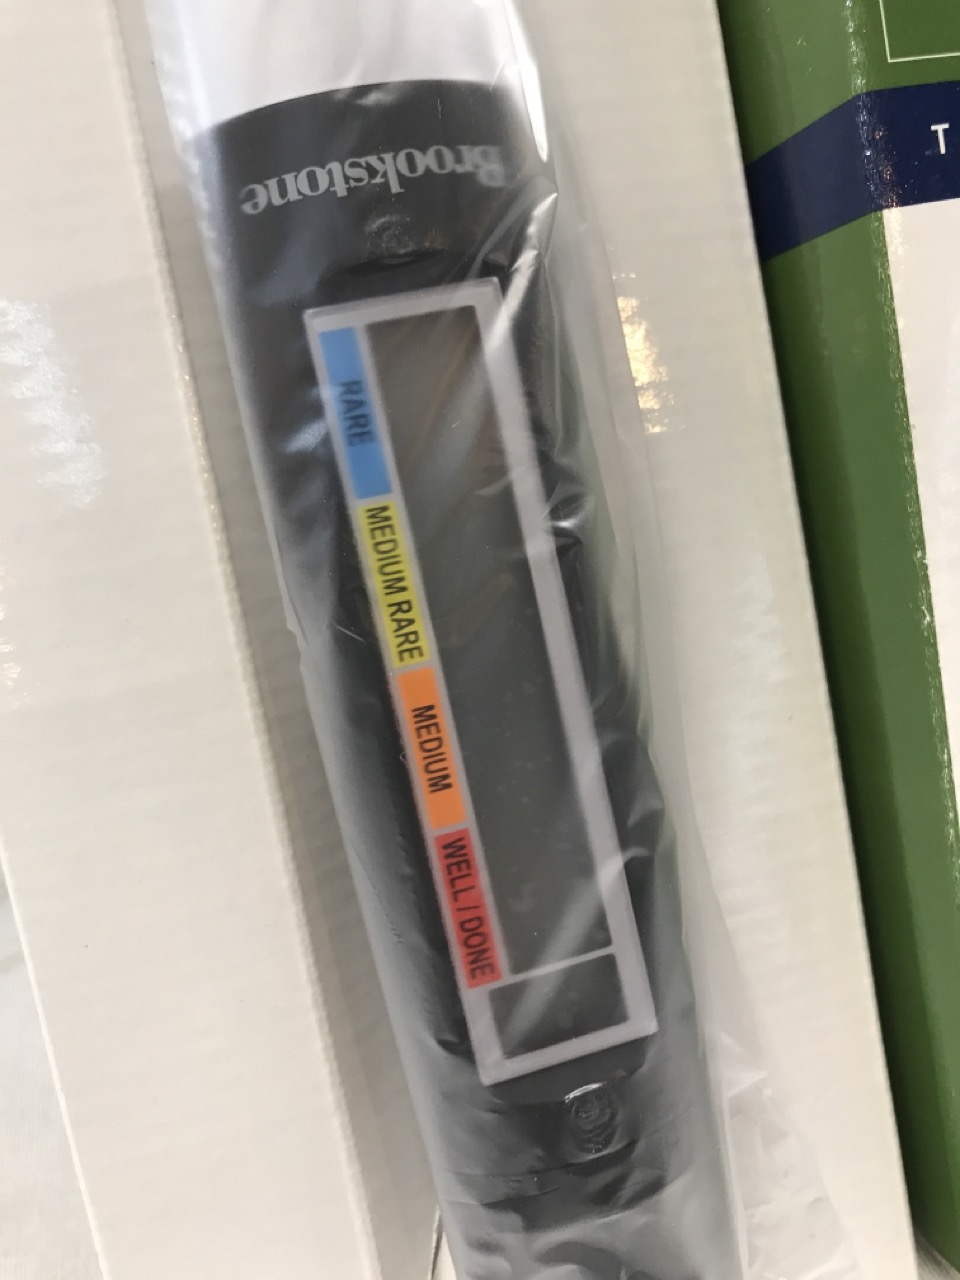 Brookstone
RARE
MEDIUM RARE
MEDIUM
WELL / DONE
T